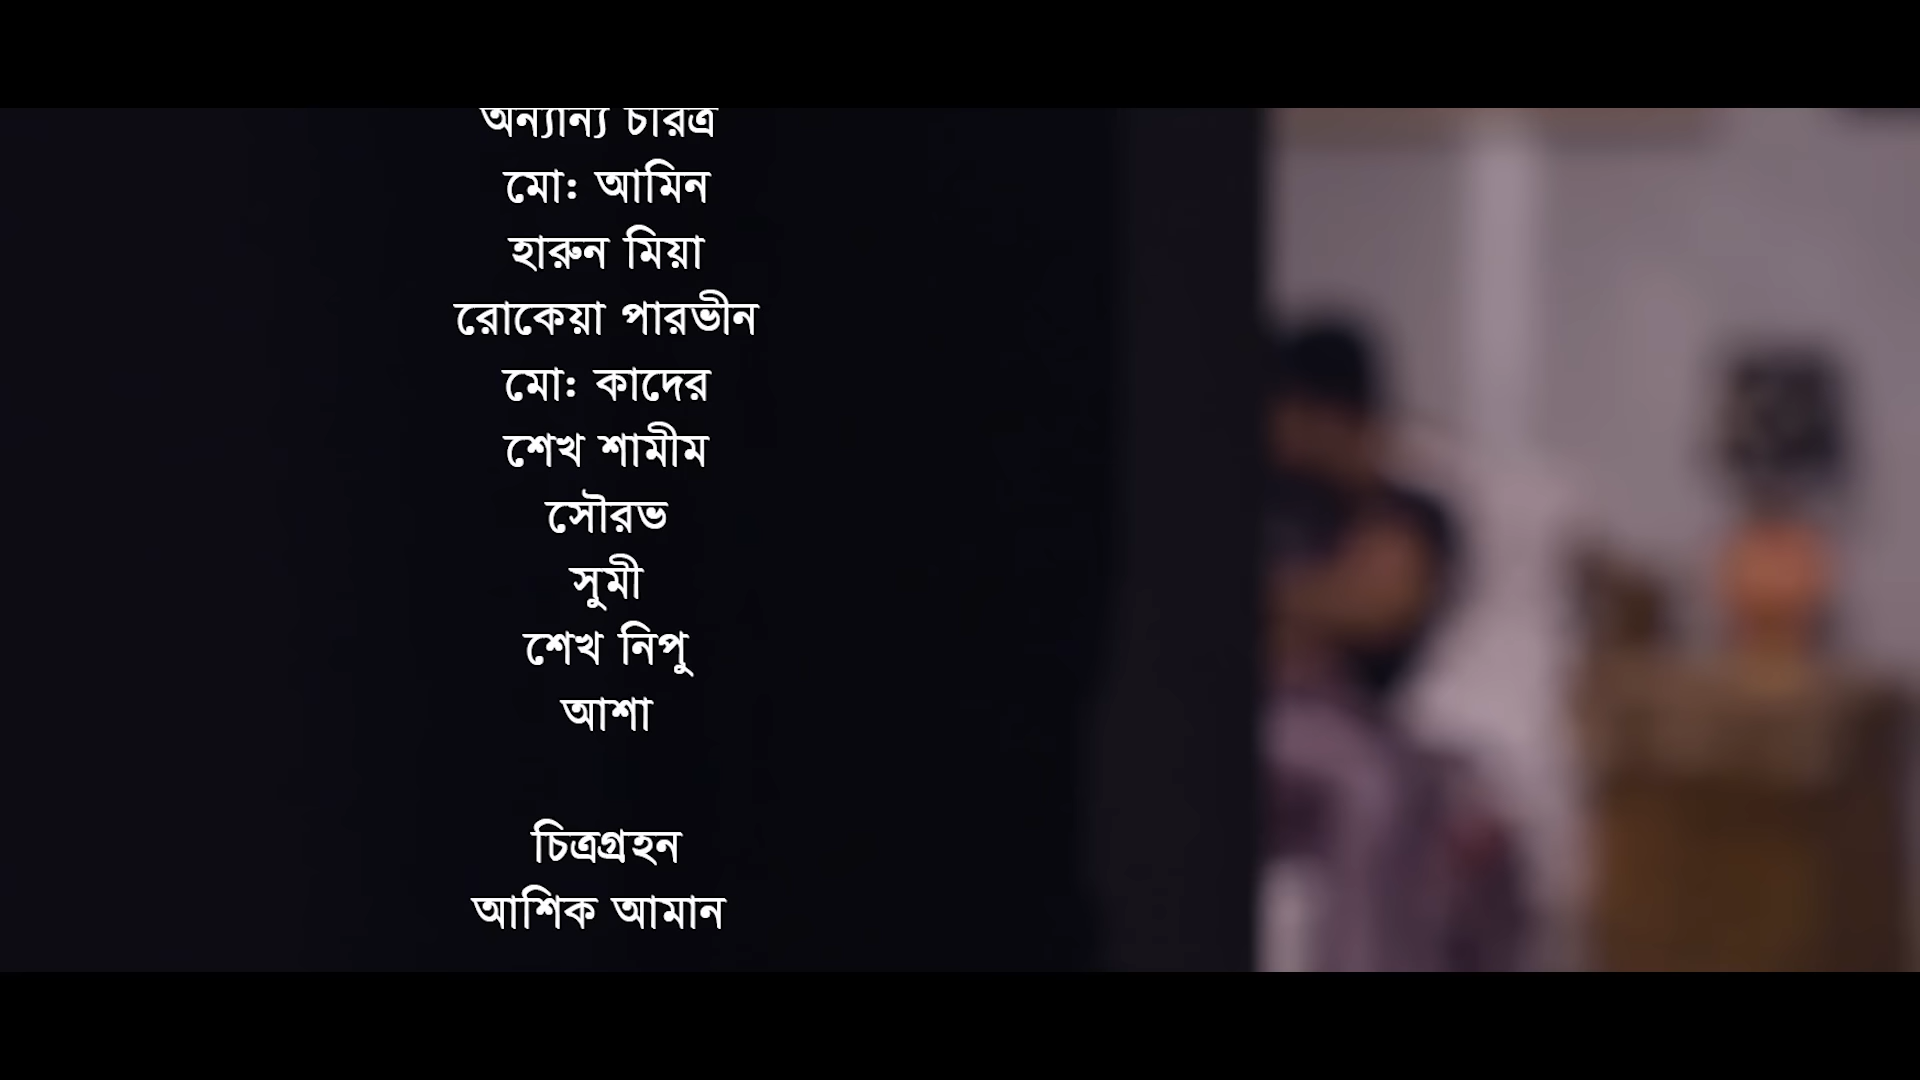 অন্যান্য চরিত্র
মো: আমিন
হারুন মিয়া
রোকেয়া পারভীন
মো: কাদের
শেখ শামীম
সৌরভ
সুমী
শেখ নিপু
আশা
চিত্রগ্রহন
আশিক আমান